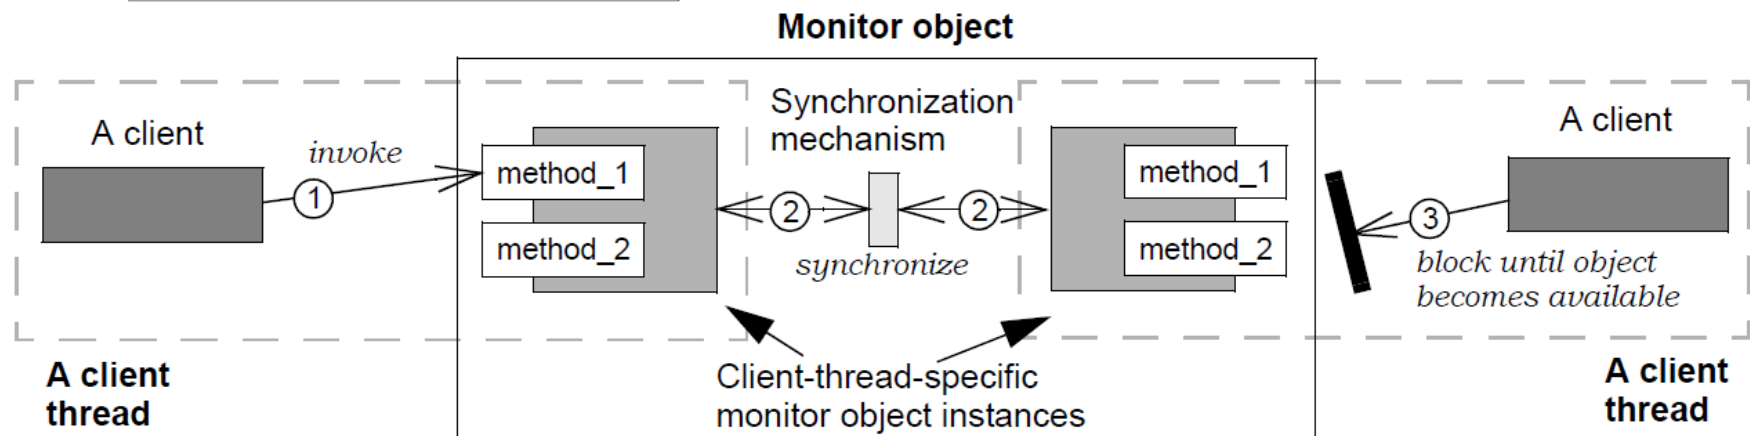 Monitor object
A client
invoke
1
method_1
method_2
Synchronization
mechanism
2
2
synchronize
method_1
method_2
A client
3
block until object
becomes available
A client
thread
Client-thread-specific
monitor object instances
A client
thread